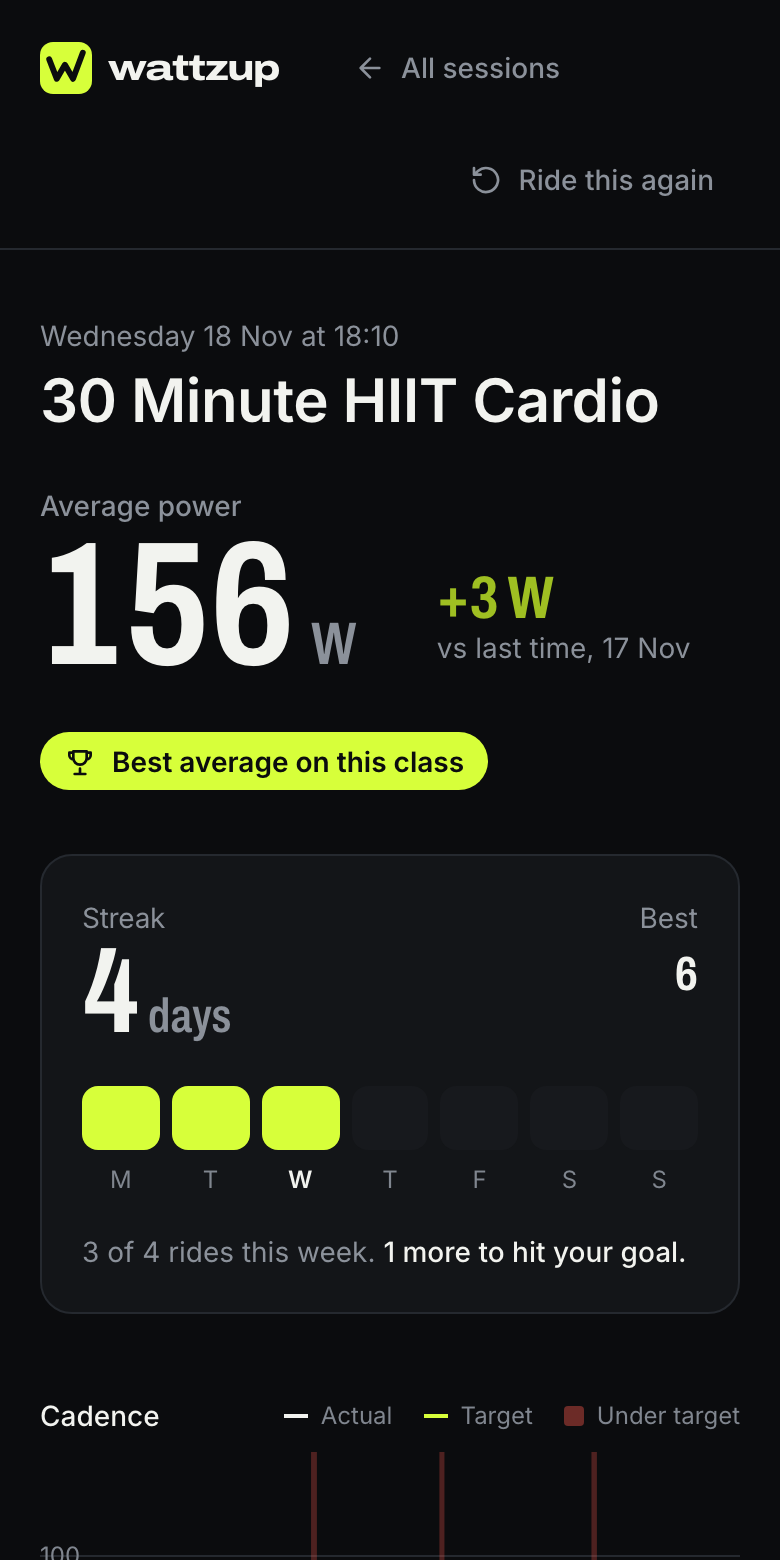 wattzup
All sessions
Ride this again
Wednesday 18 Nov at 18:10
30 Minute HIIT Cardio
Average power
156 W
+3 W
vs last time, 17 Nov
Best average on this class
Streak
Best
4 days
6
M T W T F S S
3 of 4 rides this week. 1 more to hit your goal.
Cadence
Actual Target Under target
100